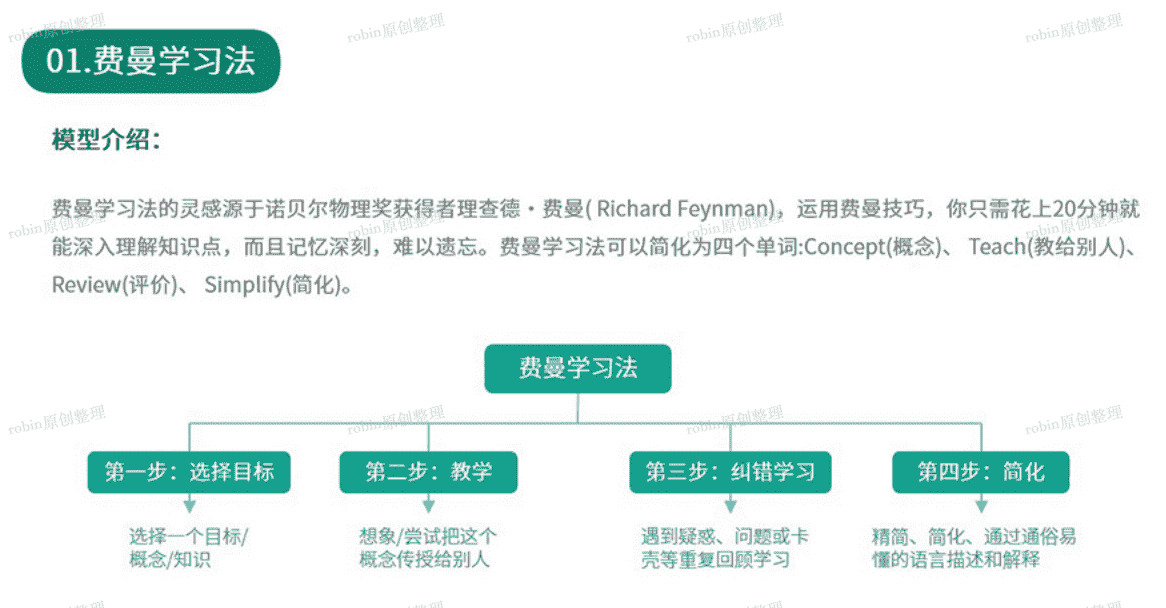 robin原创整理 robin原创整理 robin原创整理 robin原创整理
01.费曼学习法
模型介绍：
费曼学习法的灵感源于诺贝尔物理奖获得者理查德·费曼( Richard Feynman)，运用费曼技巧，你只需花上20分钟就
robin原创整理 robin原创整理 robin原创整理 robin原创整理
能深入理解知识点，而且记忆深刻，难以遗忘。费曼学习法可以简化为四个单词:Concept(概念)、 Teach(教给别人)、
Review(评价)、 Simplify(简化)。
费曼学习法
robin原创整理 robin原创整理 robin原创整理 robin原创整理
第一步：选择目标 第二步：教学 第三步：纠错学习 第四步：简化
选择一个目标/ 想象/尝试把这个 遇到疑惑、问题或卡 精简、简化、通过通俗易
概念/知识 概念传授给别人 壳等重复回顾学习 懂的语言描述和解释